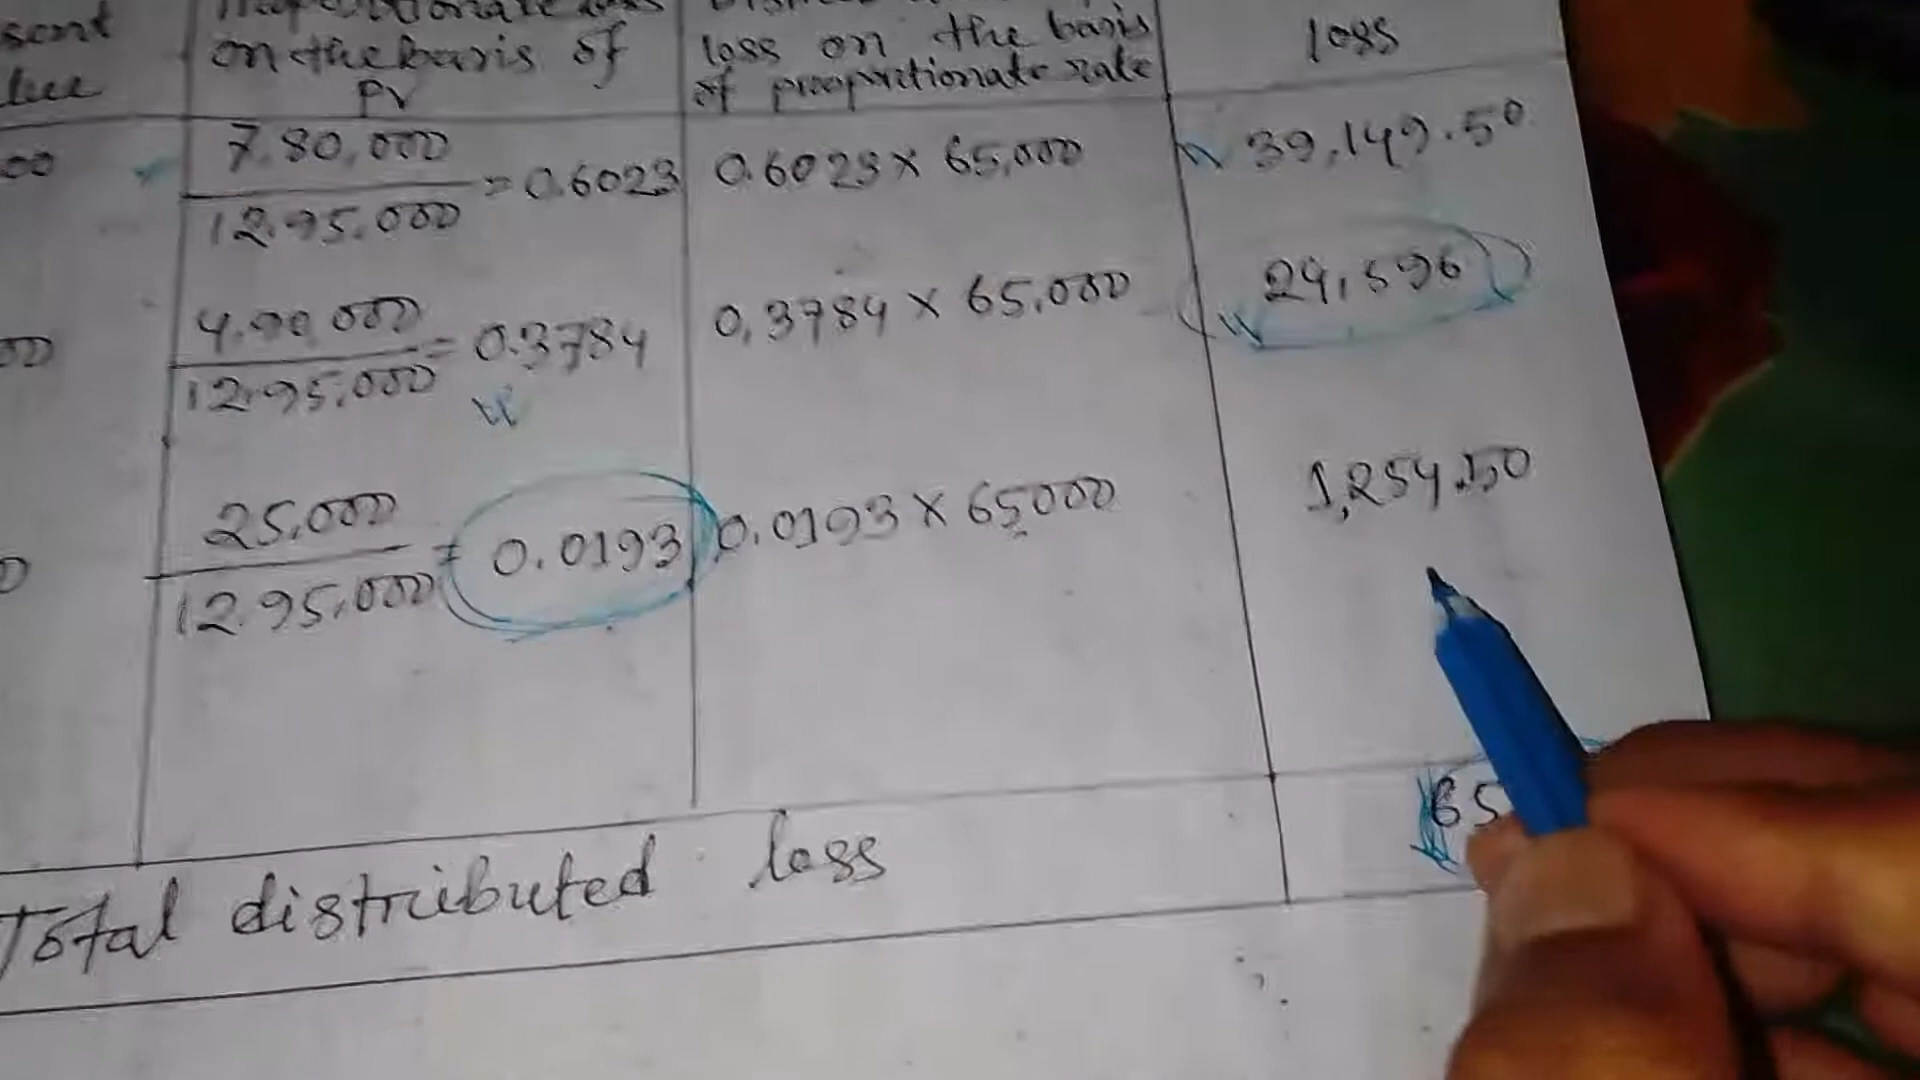 sent
on the basis of
PV
loss on the basis
of proportionate rate
loss
00
7.80,000
12.95.000
= 0.6023
0.6023 × 65,000
39,149.50
4.90,000
12.95,000
= 0.3784
0.3784 × 65,000
24,596
25,000
12.95,000
= 0.0193
0.0193 × 65000
1,254.50
Total distributed loss
65